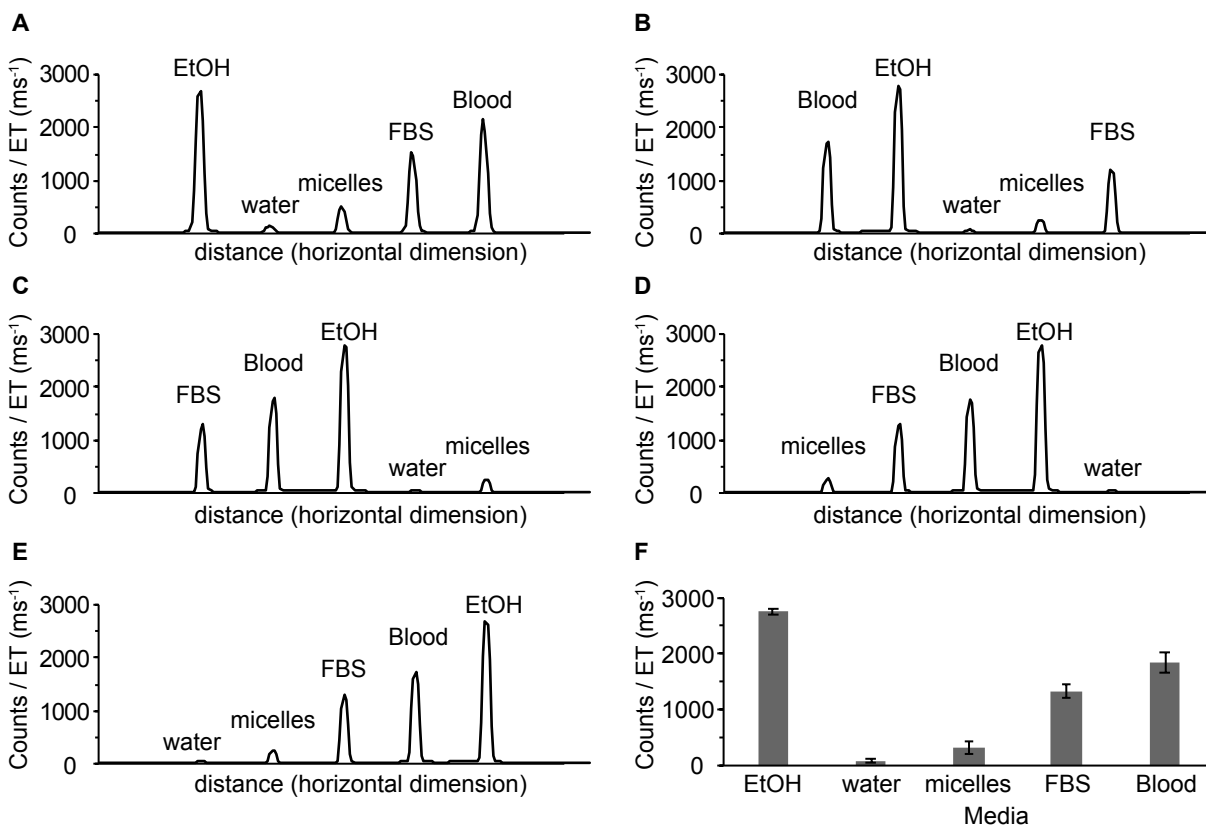 A
Counts / ET (ms-1)
3000
2000
1000
0
EtOH
water
micelles
FBS
Blood
distance (horizontal dimension)
B
Counts / ET (ms-1)
3000
2000
1000
0
Blood
EtOH
water
micelles
FBS
distance (horizontal dimension)
C
Counts / ET (ms-1)
3000
2000
1000
0
FBS
Blood
EtOH
water
micelles
distance (horizontal dimension)
D
Counts / ET (ms-1)
3000
2000
1000
0
micelles
FBS
Blood
EtOH
water
distance (horizontal dimension)
E
Counts / ET (ms-1)
3000
2000
1000
0
water
micelles
FBS
Blood
EtOH
distance (horizontal dimension)
F
Counts / ET (ms-1)
3000
2000
1000
0
EtOH water micelles FBS Blood
Media